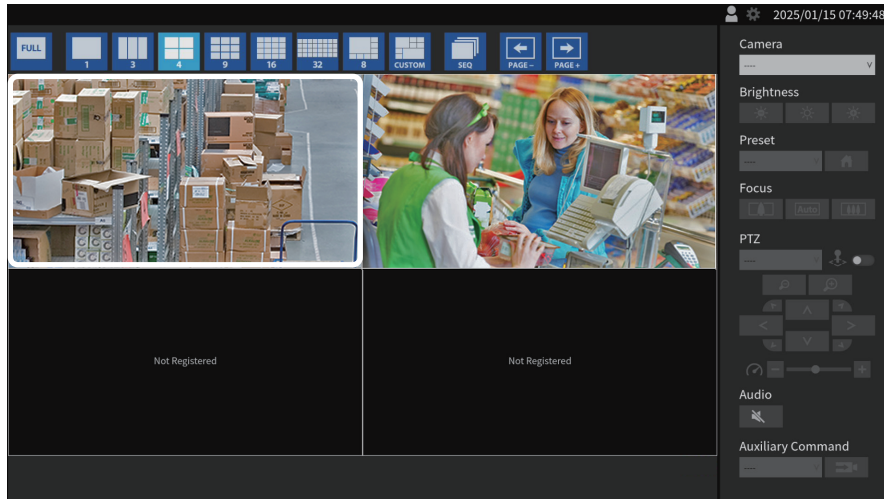 2025/01/15 07:49:48
FULL
1
3
4
9
16
32
8
CUSTOM
SEQ
PAGE −
PAGE +
Camera
----
Brightness
Preset
----
Focus
Auto
PTZ
----
Audio
Auxiliary Command
----
Not Registered
Not Registered